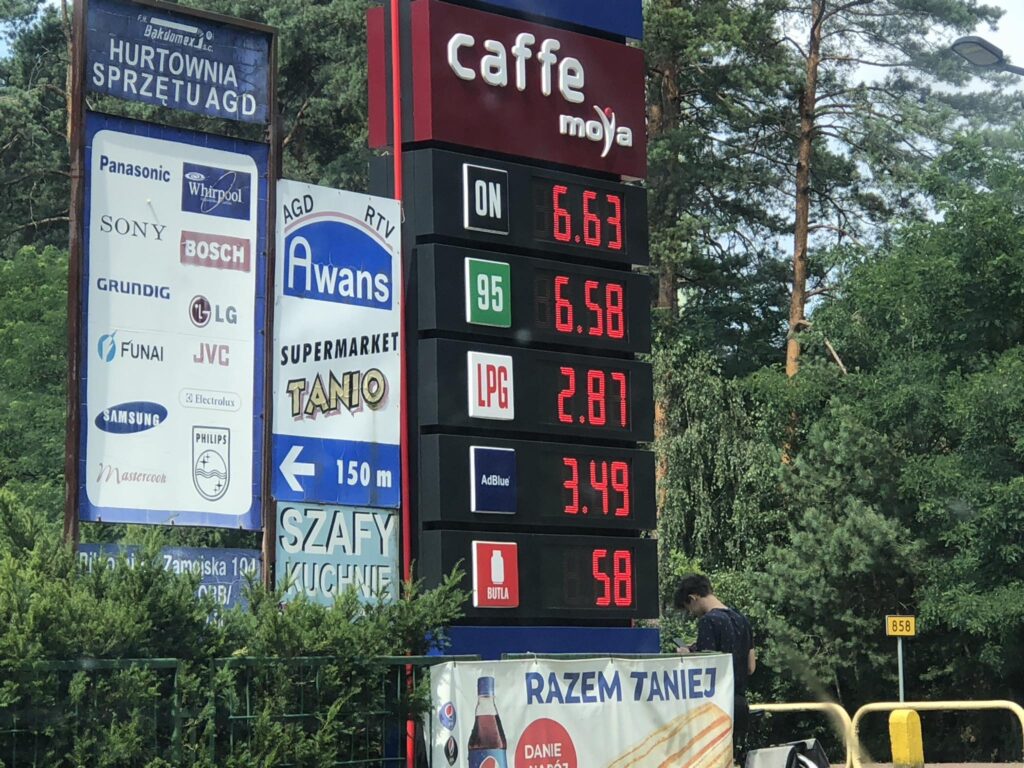 F.H.
Bakdomex S.C.
HURTOWNIA
SPRZĘTU AGD
Panasonic
Whirlpool
SONY
BOSCH
GRUNDIG
LG
FUNAI
JVC
SAMSUNG
Electrolux
PHILIPS
Mastercook
Zamojska 194
AGD RTV
Awans
SUPERMARKET
TANIO
150 m
SZAFY
KUCHNIE
caffe
moya
ON 6.63
95 6.58
LPG 2.87
AdBlue 3.49
BUTLA 58
858
RAZEM TANIEJ
DANIE